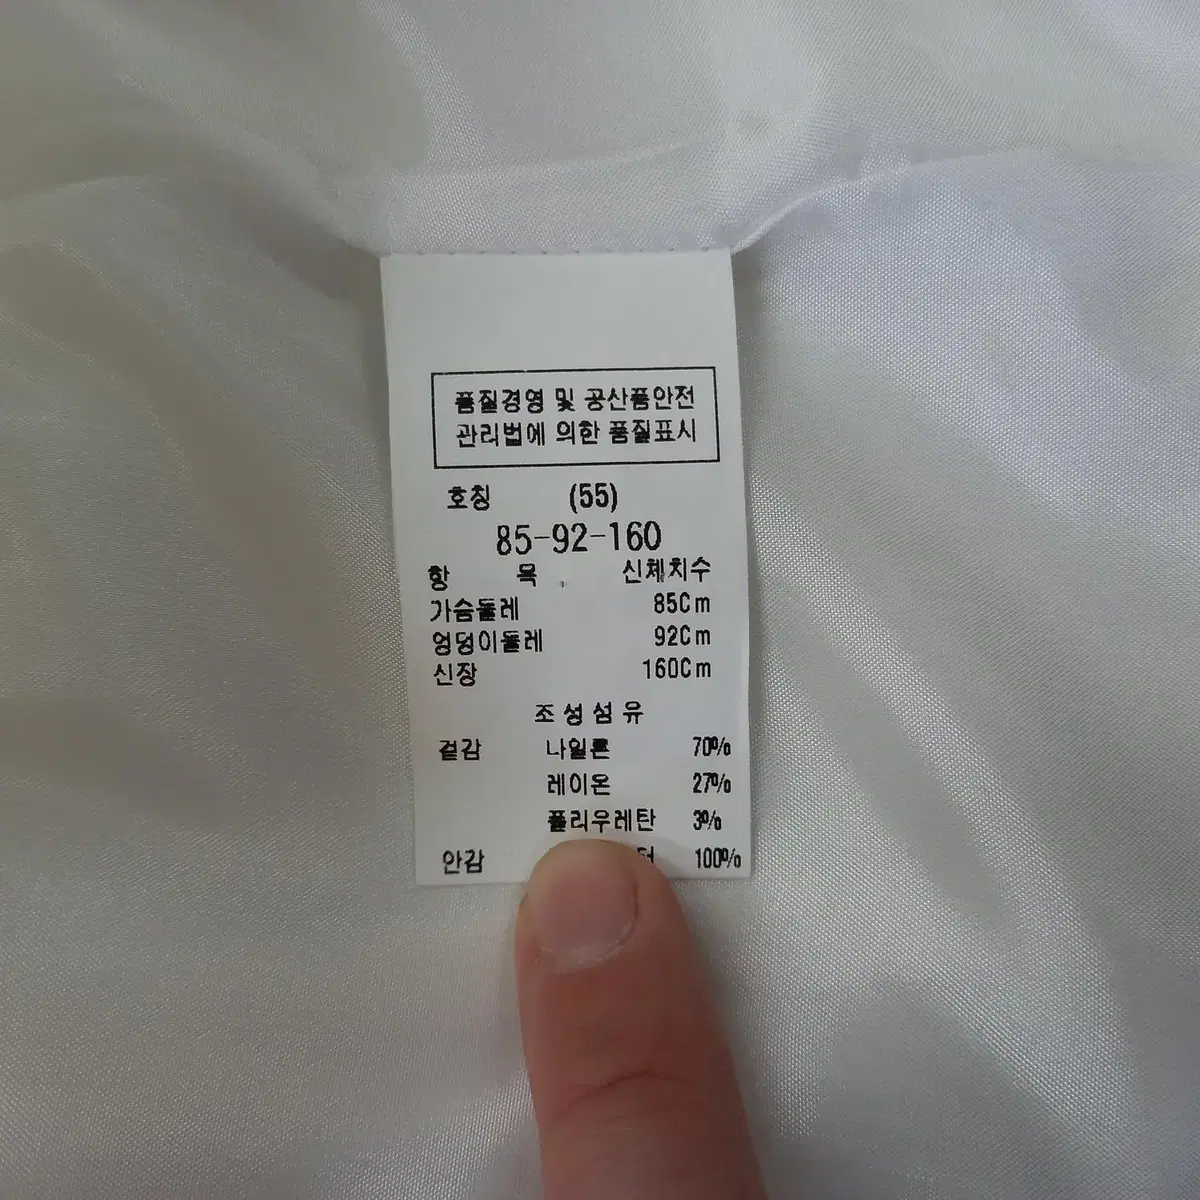 품질경영 및 공산품안전
관리법에 의한 품질표시
호칭 (55)
85-92-160
항 목 신체치수
가슴둘레 85Cm
엉덩이둘레 92Cm
신장 160Cm
조성섬유
겉감 나일론 70%
레이온 27%
폴리우레탄 3%
안감 100%